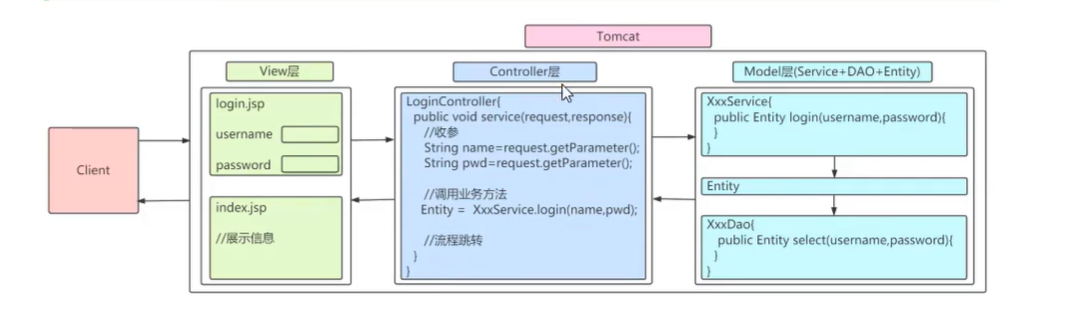 Tomcat
View层
Controller层
Model层(Service+DAO+Entity)
Client
login.jsp
username
password
index.jsp
//展示信息
LoginController{
public void service(request,response){
//收参
String name=request.getParameter();
String pwd=request.getParameter();
//调用业务方法
Entity = XxxService.login(name,pwd);
//流程跳转
}
}
XxxService{
public Entity login(username,password){
}
}
Entity
XxxDao{
public Entity select(username,password){
}
}